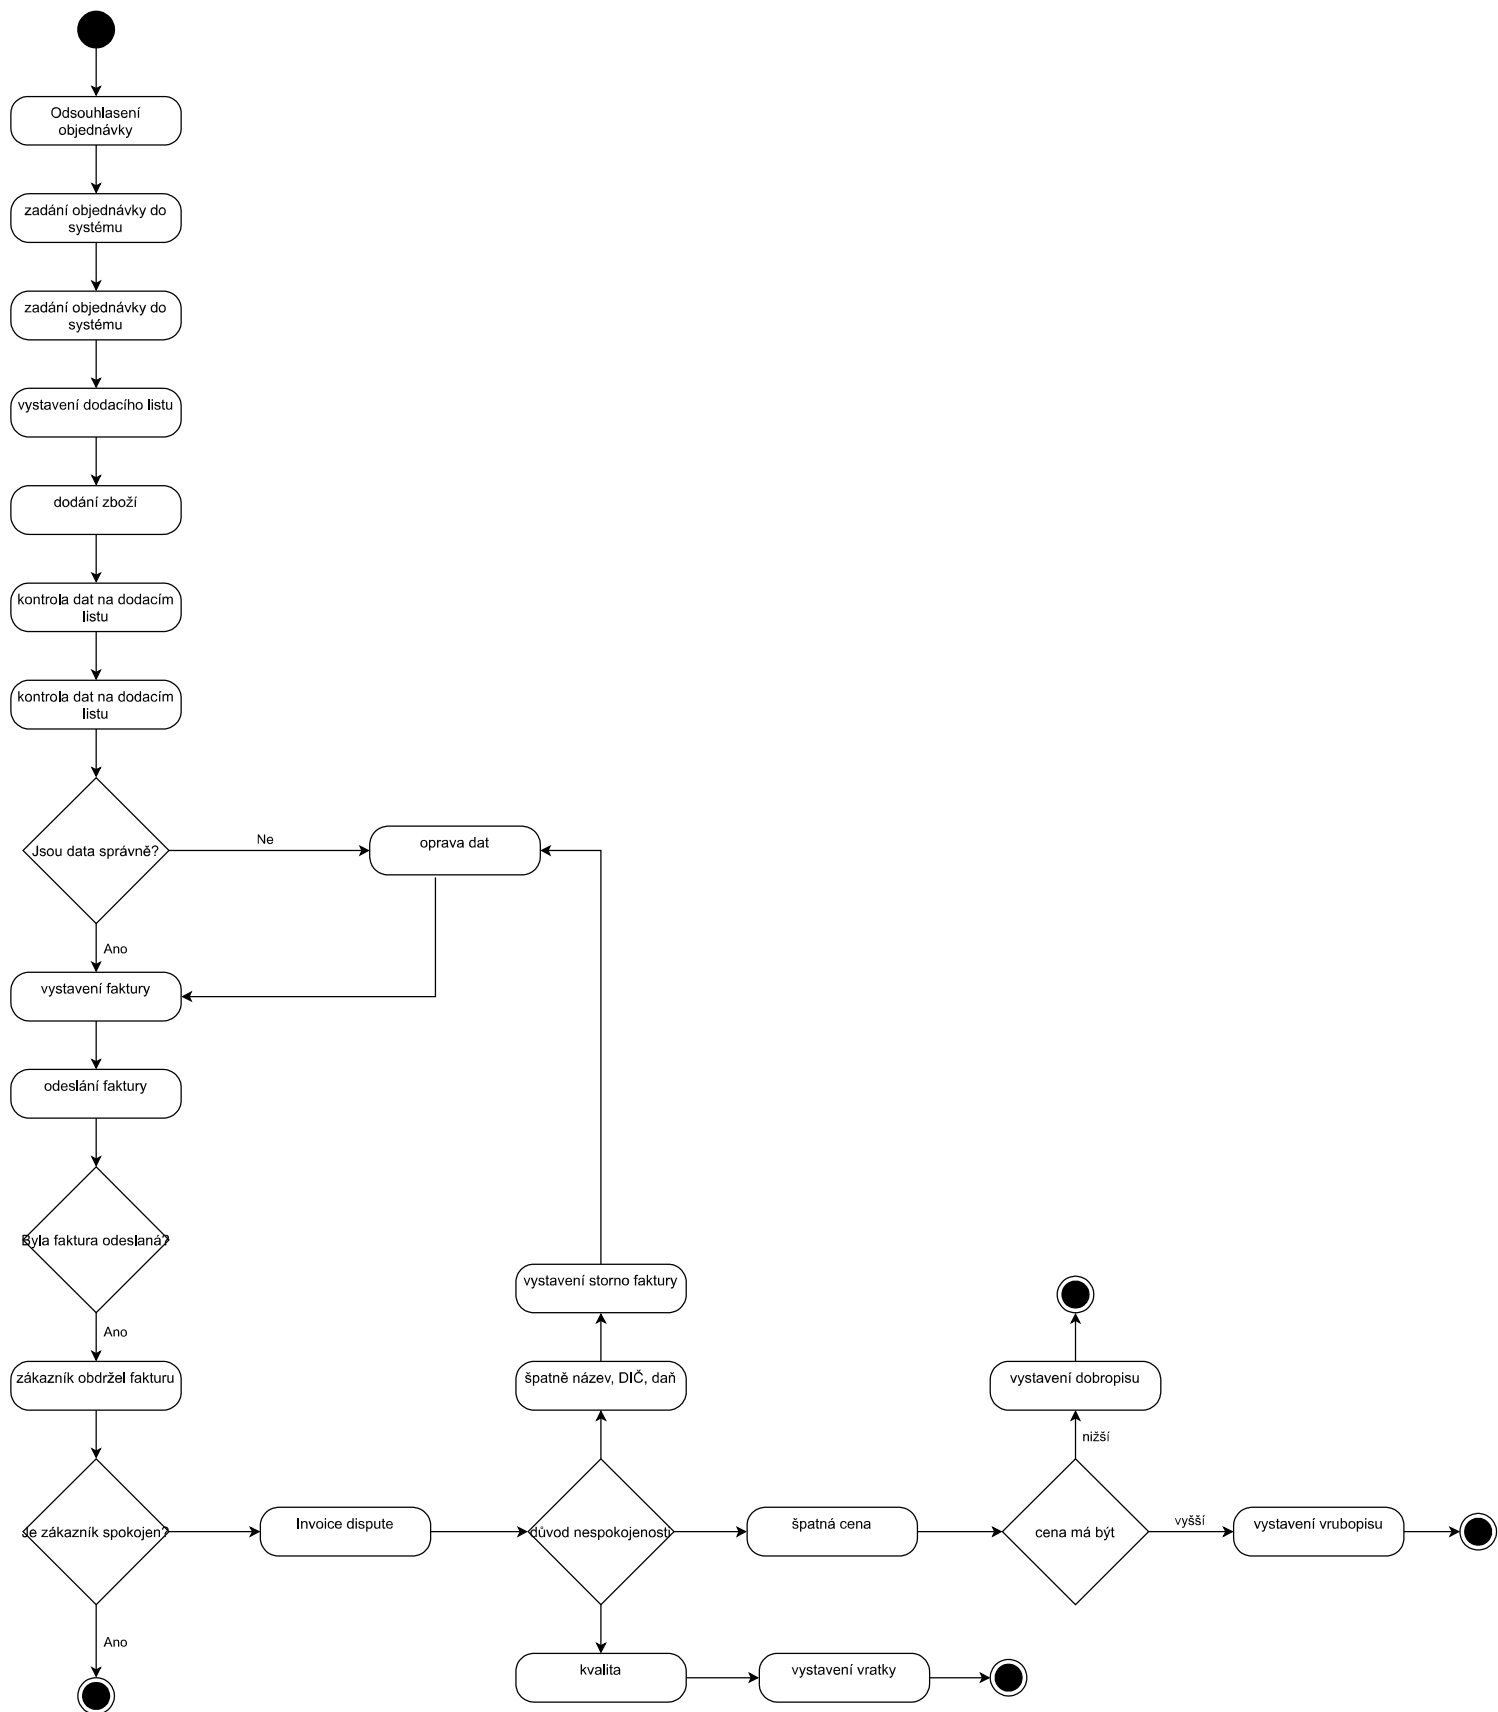 Odsouhlasení
objednávky
zadání objednávky do
systému
zadání objednávky do
systému
vystavení dodacího listu
dodání zboží
kontrola dat na dodacím
listu
kontrola dat na dodacím
listu
Jsou data správně?
Ne
oprava dat
Ano
vystavení faktury
odeslání faktury
Byla faktura odeslaná?
Ano
zákazník obdržel fakturu
Je zákazník spokojen?
Ano
Invoice dispute
důvod nespokojenosti
vystavení storno faktury
špatně název, DIČ, daň
špatná cena
kvalita
vystavení vratky
cena má být
nižší
vystavení dobropisu
vyšší
vystavení vrubopisu